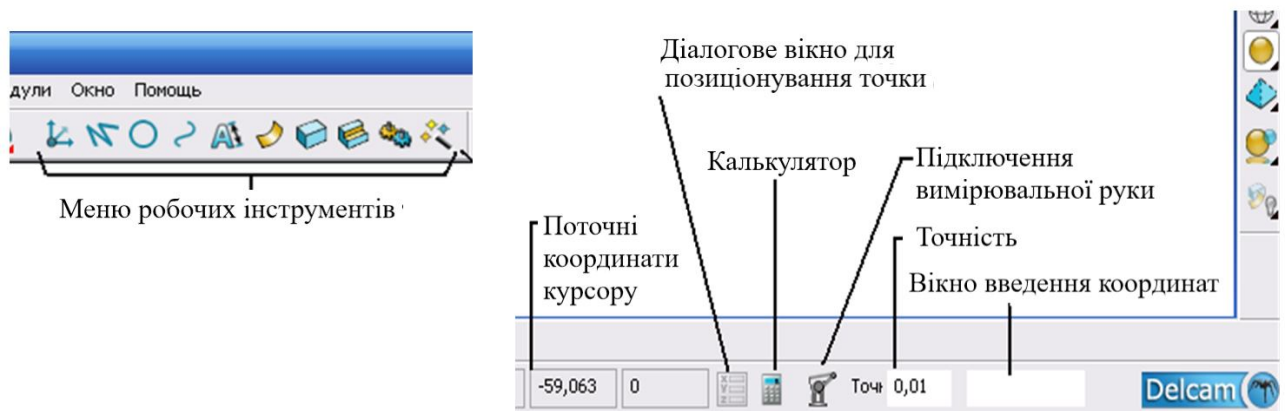 дули Окно Помощь
Меню робочих інструментів
Діалогове вікно для
позиціонування точки
Калькулятор
Підключення
вимірювальної руки
Поточні
координати
курсору
Точність
Вікно введення координат
-59,063 0 X Y Z Точ 0,01 Delcam